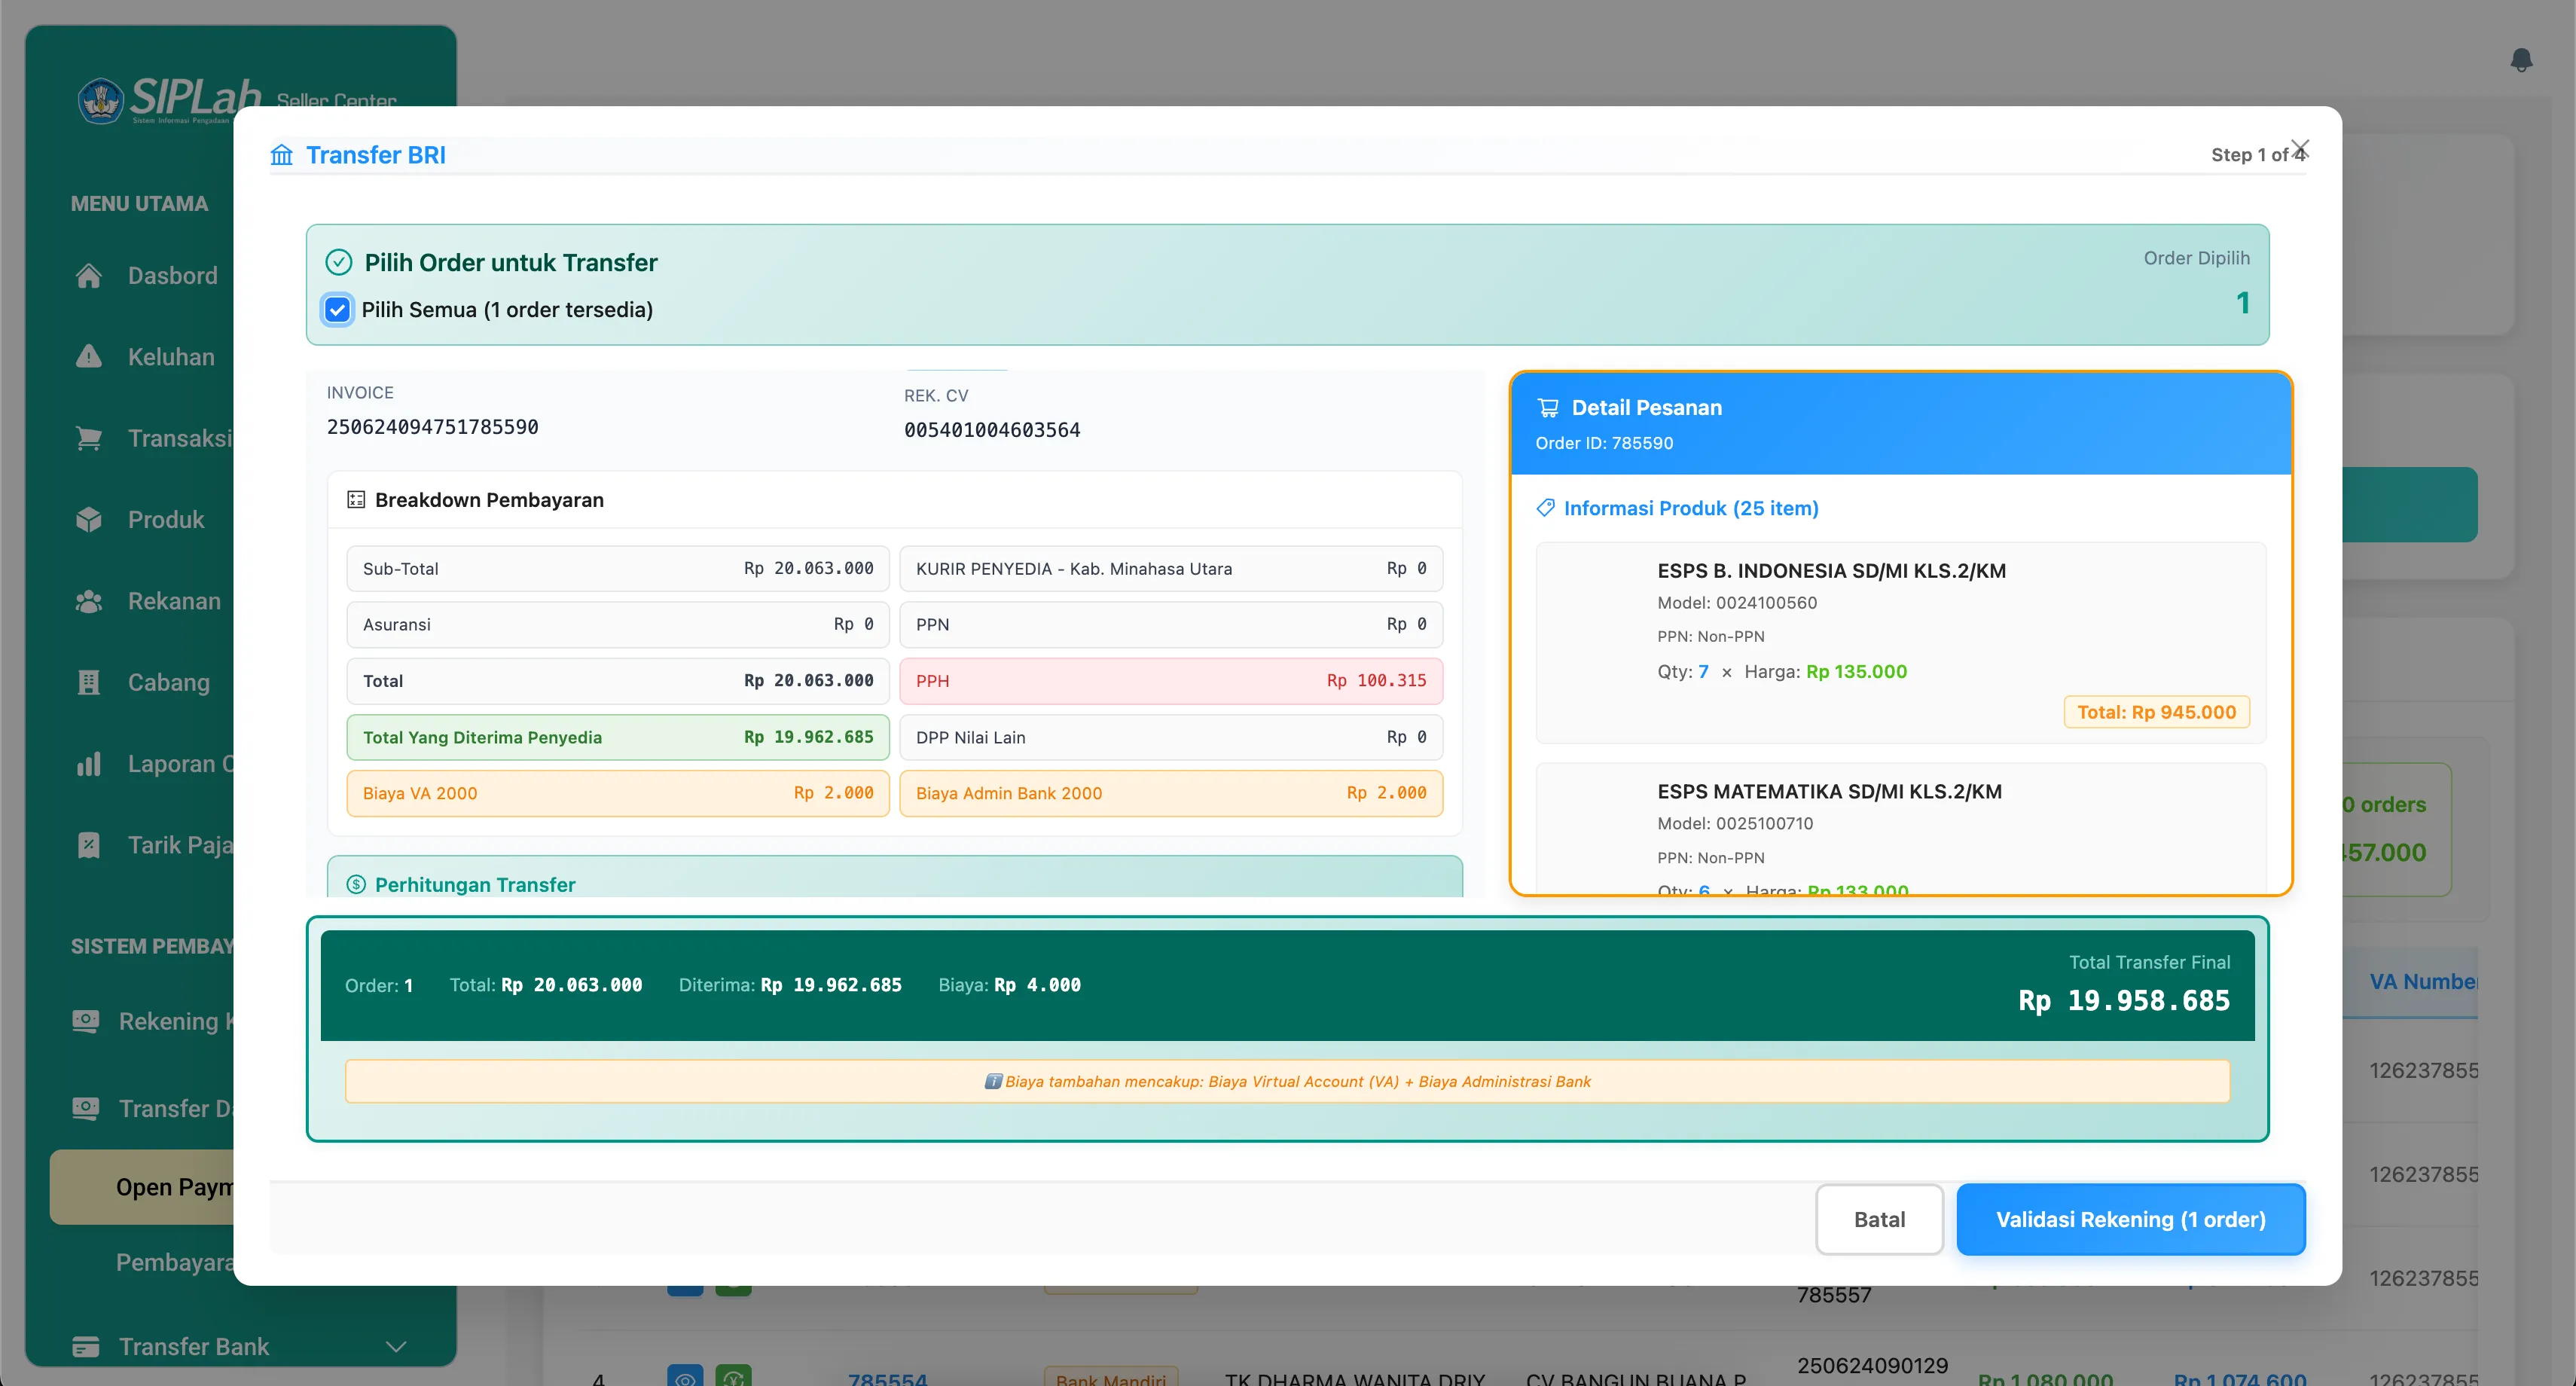 SIPLah Seller Center
MENU UTAMA
Dasbord
Keluhan
Transaksi
Produk
Rekanan
Cabang
Laporan
Tarik
SISTEM
Rekening
Transfer
Open
Transfer Bank
Transfer BRI
Step 1 of 4
Pilih Order untuk Transfer
Pilih Semua (1 order tersedia)
Order Dipilih
1
INVOICE
250624094751785590
REK. CV
005401004603564
Breakdown Pembayaran
Sub-Total Rp 20.063.000
KURIR PENYEDIA - Kab. Minahasa Utara Rp 0
Asuransi Rp 0
PPN Rp 0
Total Rp 20.063.000
PPH Rp 100.315
Total Yang Diterima Penyedia Rp 19.962.685
DPP Nilai Lain Rp 0
Biaya VA 2000 Rp 2.000
Biaya Admin Bank 2000 Rp 2.000
Perhitungan Transfer
Detail Pesanan
Order ID: 785590
Informasi Produk (25 item)
ESPS B. INDONESIA SD/MI KLS.2/KM
Model: 0024100560
PPN: Non-PPN
Qty: 7 × Harga: Rp 135.000
Total: Rp 945.000
ESPS MATEMATIKA SD/MI KLS.2/KM
Model: 0025100710
PPN: Non-PPN
Qty: 6 × Harga: Rp 133.000
Order: 1 Total: Rp 20.063.000 Diterima: Rp 19.962.685 Biaya: Rp 4.000
Total Transfer Final
Rp 19.958.685
Biaya tambahan mencakup: Biaya Virtual Account (VA) + Biaya Administrasi Bank
Batal
Validasi Rekening (1 order)
orders
57.000
VA Number
126237855
126237855
126237855
785557
4
785554
Bank Mandiri
TK DHARMA WANITA
CV BANGUN BUANA P
250624090129
Rp 1.080.000
Rp 1.074.600
126237855